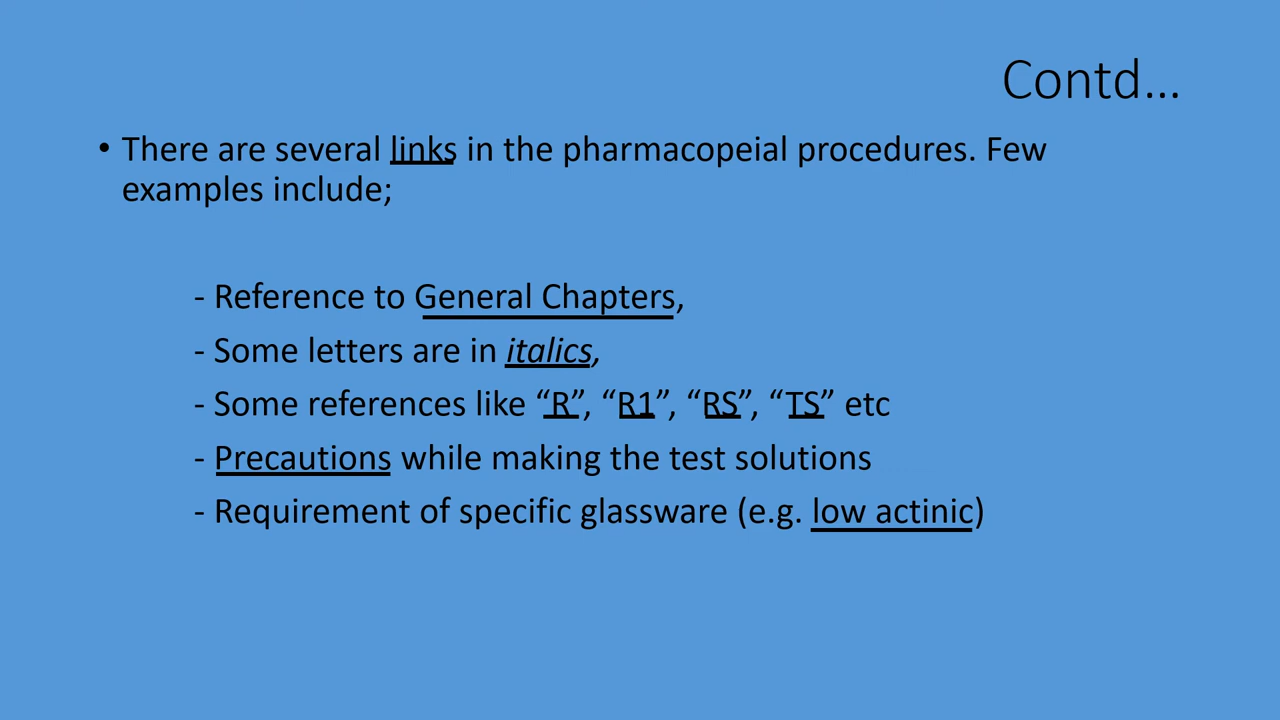 Contd...
• There are several links in the pharmacopeial procedures. Few
examples include;
- Reference to General Chapters,
- Some letters are in italics,
- Some references like “R”, “R1”, “RS”, “TS” etc
- Precautions while making the test solutions
- Requirement of specific glassware (e.g. low actinic)